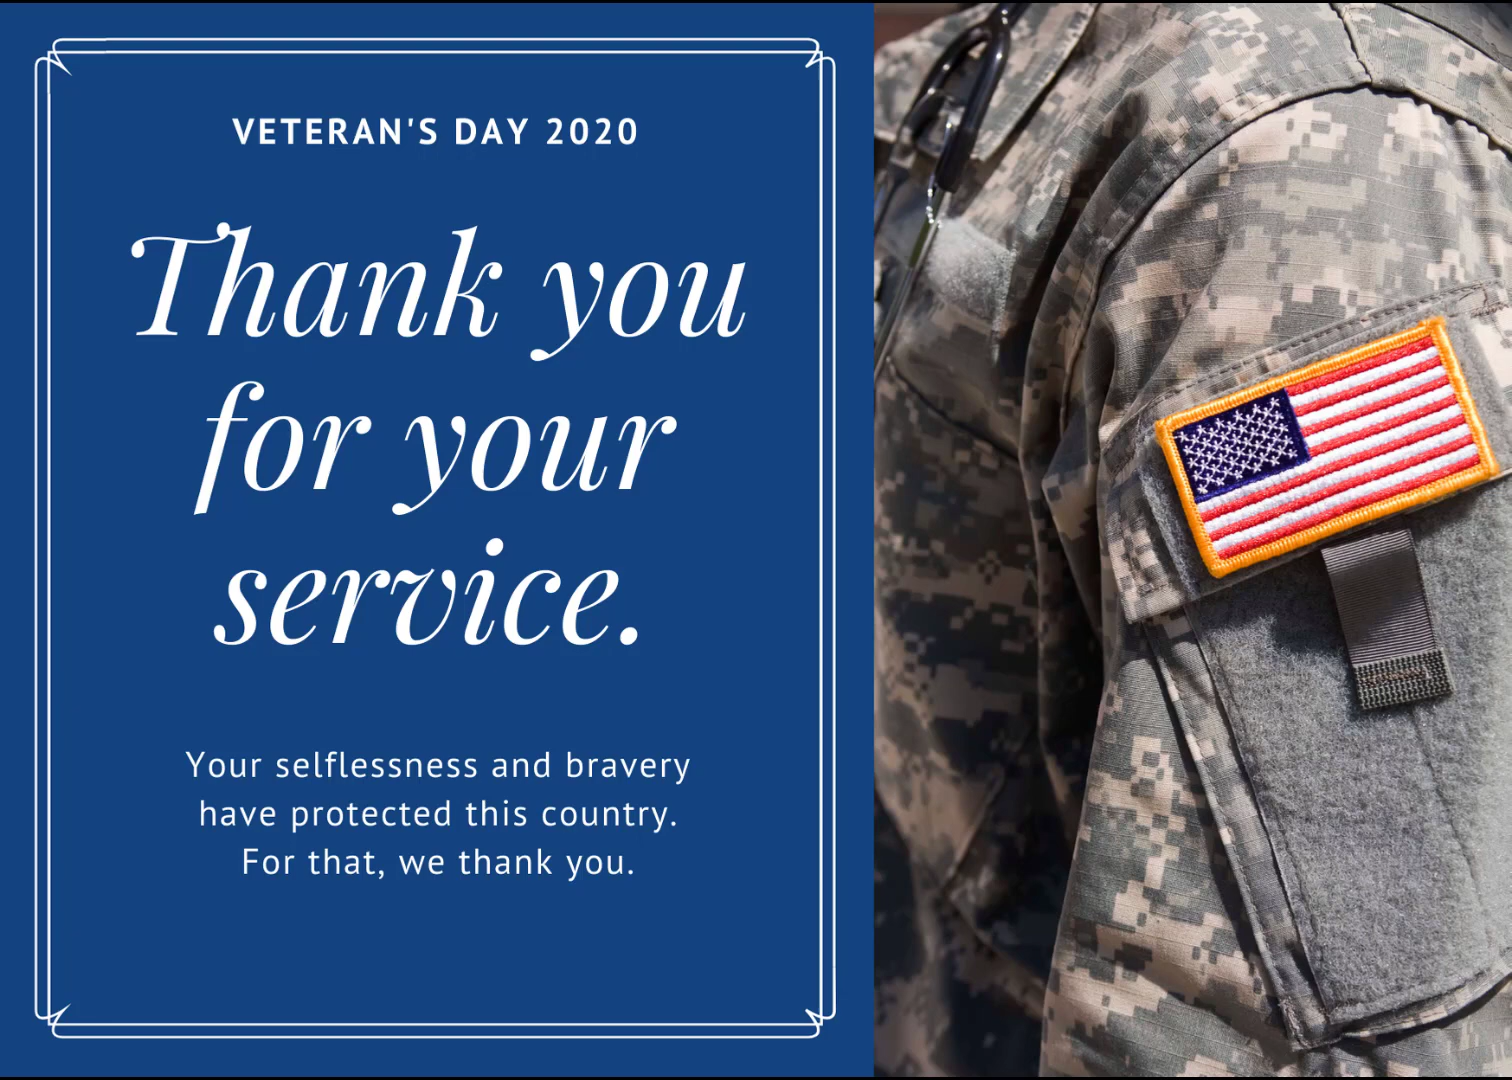 VETERAN'S DAY 2020
Thank you
for your
service.
Your selflessness and bravery
have protected this country.
For that, we thank you.